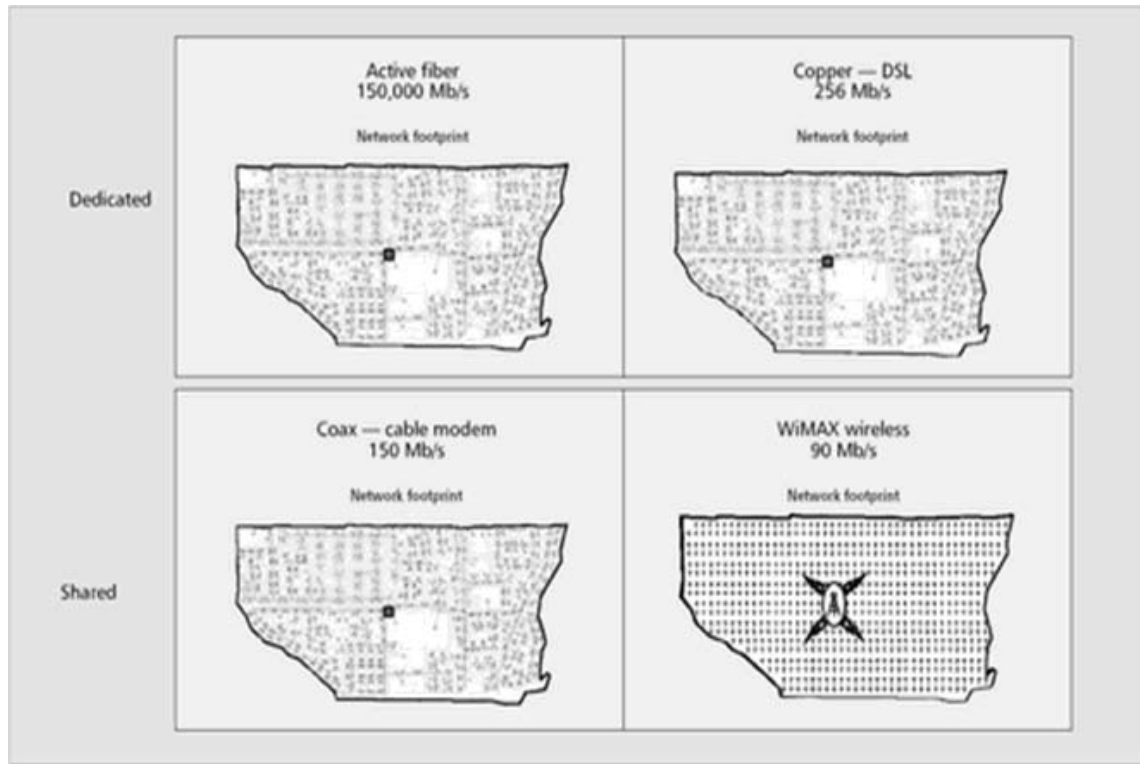 Active fiber
150,000 Mb/s
Network footprint
Copper — DSL
256 Mb/s
Network footprint
Dedicated
Coax — cable modem
150 Mb/s
Network footprint
WiMAX wireless
90 Mb/s
Network footprint
Shared